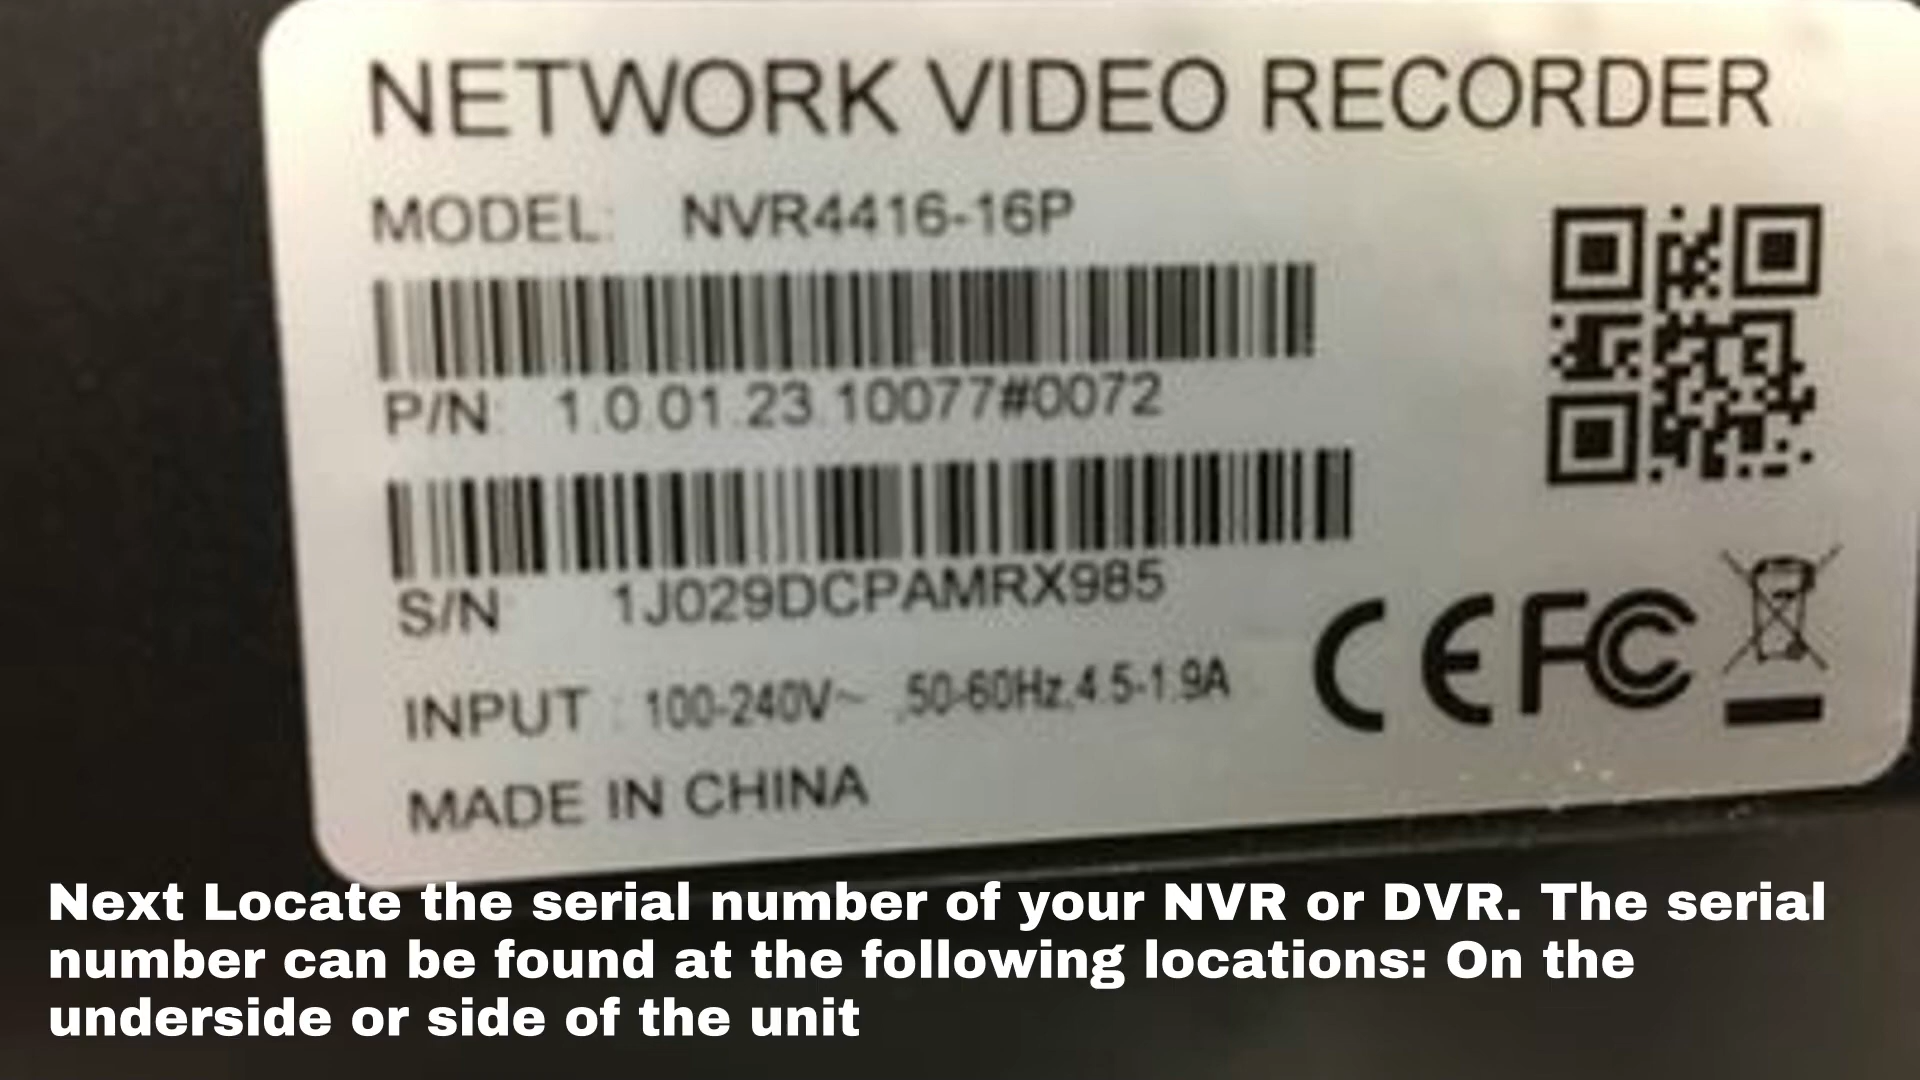 NETWORK VIDEO RECORDER
MODEL: NVR4416-16P
P/N: 1.0.01.23.10077#0072
S/N 1J029DCPAMRX985
INPUT : 100-240V~ ,50-60Hz,4.5-1.9A
CE FC
MADE IN CHINA
Next Locate the serial number of your NVR or DVR. The serial
number can be found at the following locations: On the
underside or side of the unit